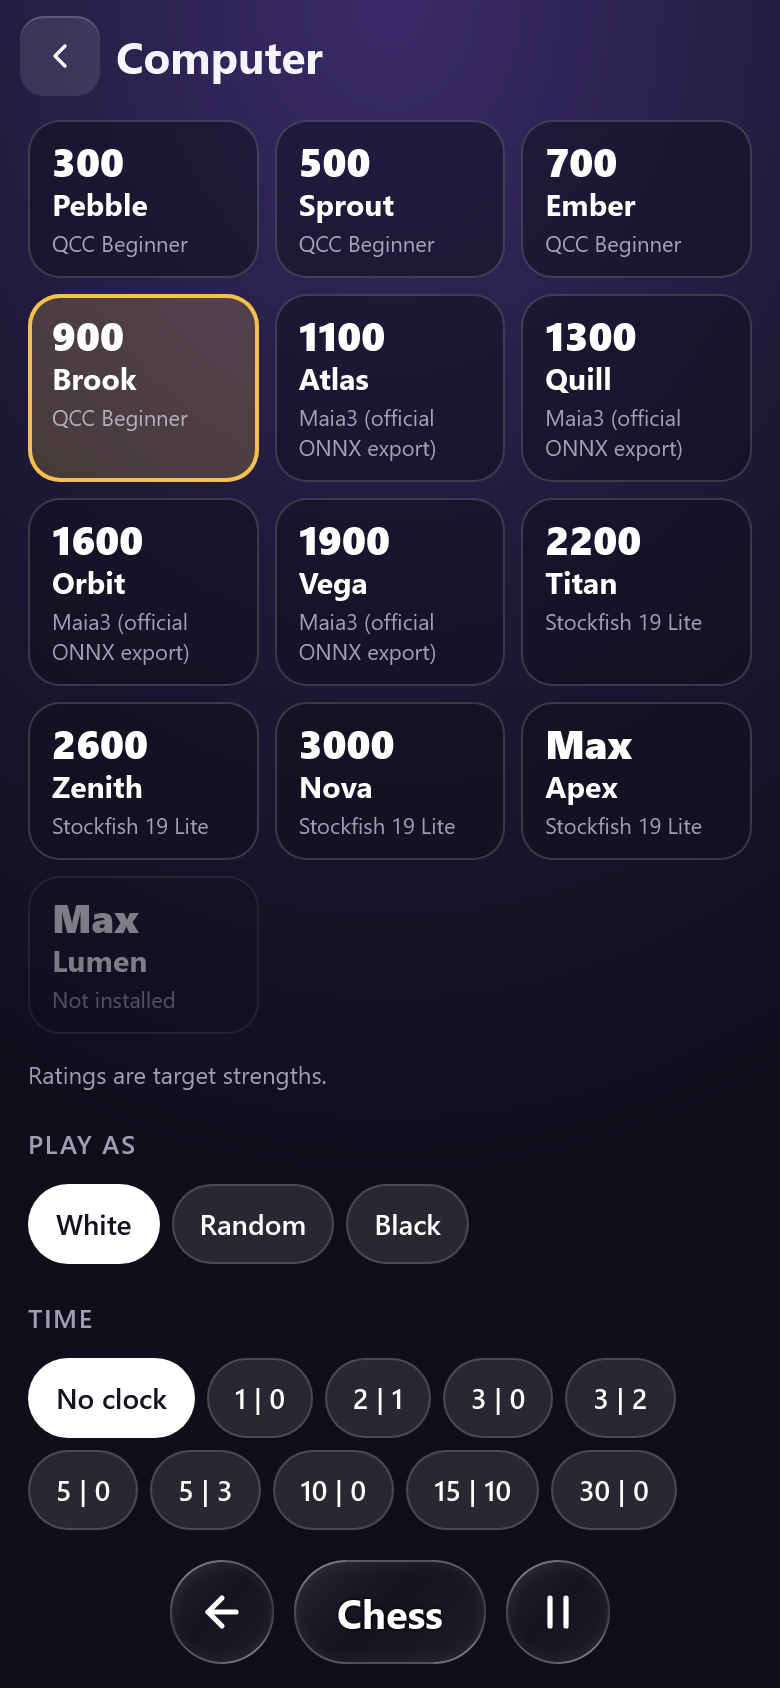 Computer
300
Pebble
QCC Beginner
500
Sprout
QCC Beginner
700
Ember
QCC Beginner
900
Brook
QCC Beginner
1100
Atlas
Maia3 (official
ONNX export)
1300
Quill
Maia3 (official
ONNX export)
1600
Orbit
Maia3 (official
ONNX export)
1900
Vega
Maia3 (official
ONNX export)
2200
Titan
Stockfish 19 Lite
2600
Zenith
Stockfish 19 Lite
3000
Nova
Stockfish 19 Lite
Max
Apex
Stockfish 19 Lite
Max
Lumen
Not installed
Ratings are target strengths.
PLAY AS
White
Random
Black
TIME
No clock
1 | 0
2 | 1
3 | 0
3 | 2
5 | 0
5 | 3
10 | 0
15 | 10
30 | 0
Chess